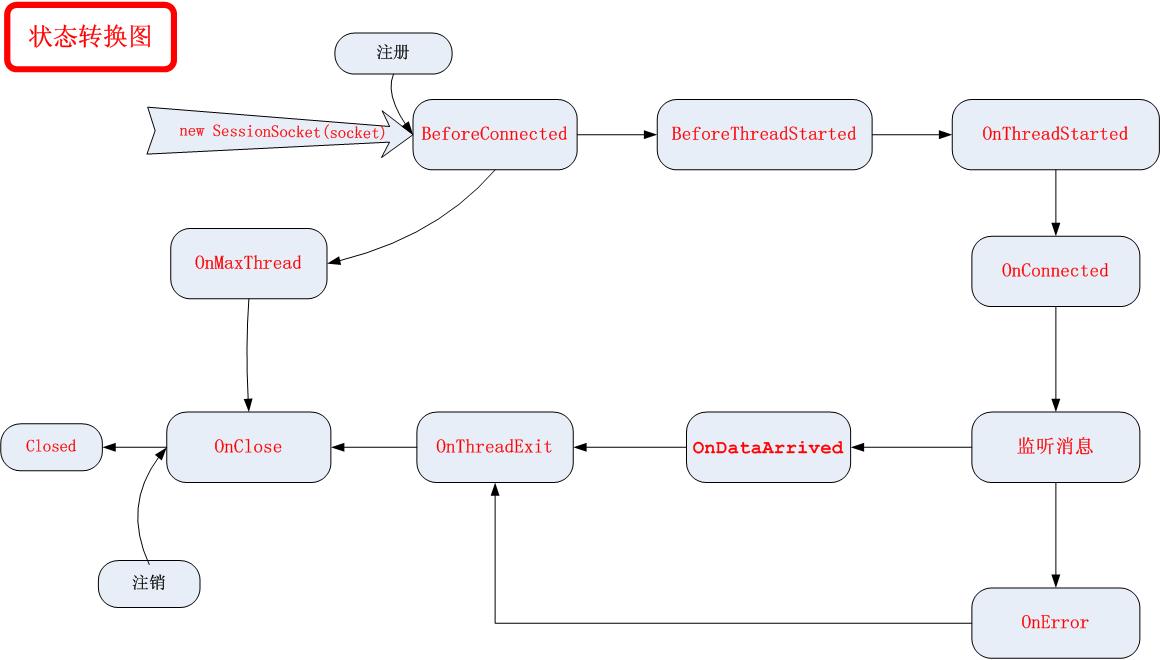 状态转换图
注册
new SessionSocket(socket)
BeforeConnected
BeforeThreadStarted
OnThreadStarted
OnMaxThread
OnConnected
Closed
OnClose
OnThreadExit
OnDataArrived
监听消息
注销
OnError